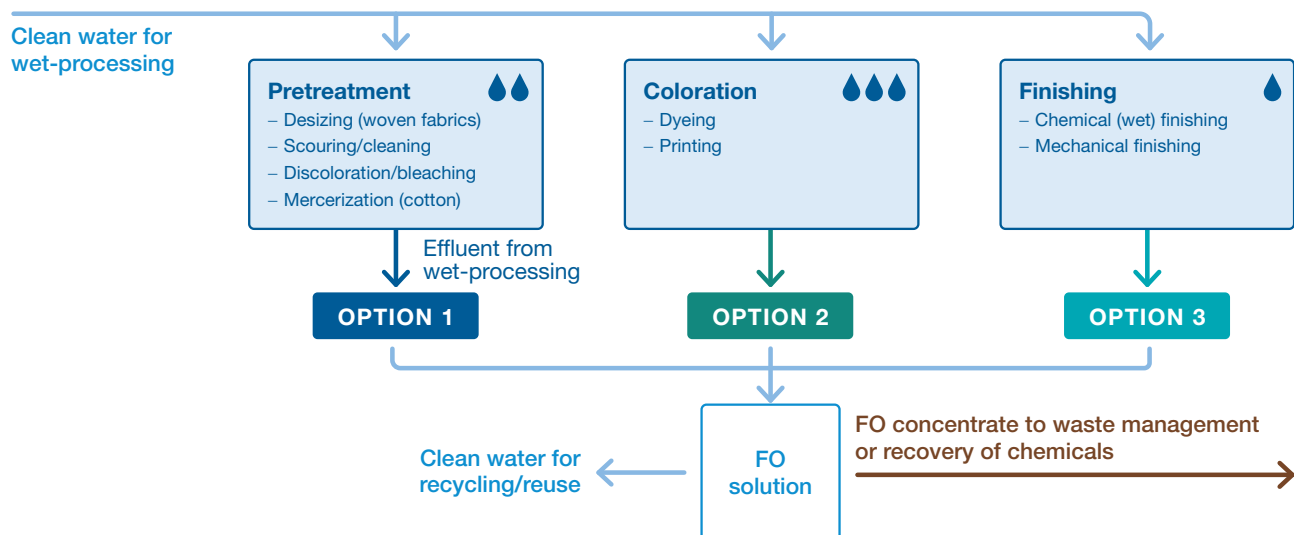 Clean water for
wet-processing
Pretreatment
– Desizing (woven fabrics)
– Scouring/cleaning
– Discoloration/bleaching
– Mercerization (cotton)
Coloration
– Dyeing
– Printing
Finishing
– Chemical (wet) finishing
– Mechanical finishing
Effluent from
wet-processing
OPTION 1
OPTION 2
OPTION 3
Clean water for
recycling/reuse
FO
solution
FO concentrate to waste management
or recovery of chemicals